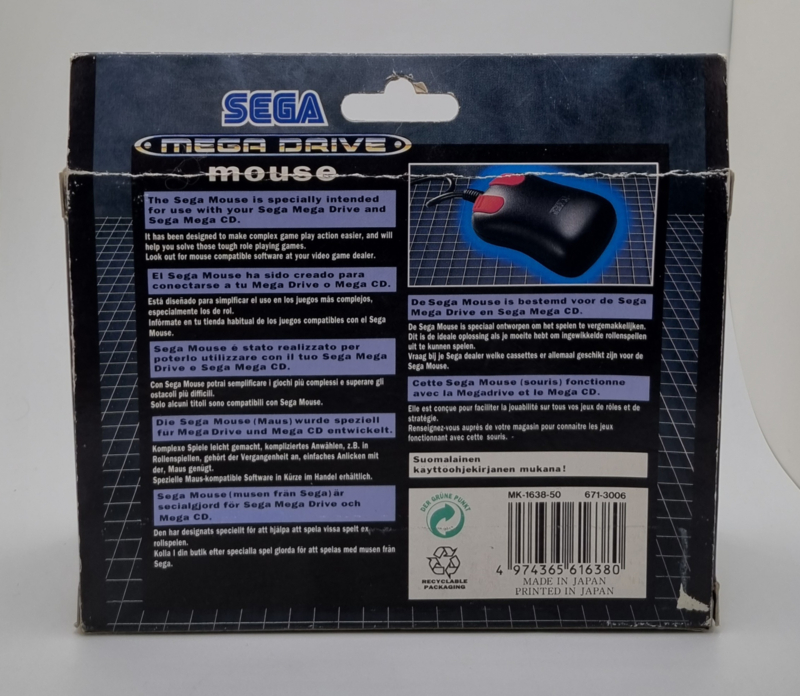 SEGA
MEGA DRIVE
mouse
The Sega Mouse is specially intended
for use with your Sega Mega Drive and
Sega Mega CD.
It has been designed to make complex game play action easier, and will
help you solve those tough role playing games.
Look out for mouse compatible software at your video game dealer.
El Sega Mouse ha sido creado para
conectarse a tu Mega Drive o Mega CD.
Está diseñado para simplificar el uso en los juegos más complejos,
especialmente los de rol.
Infórmate en tu tienda habitual de los juegos compatibles con el Sega
Mouse.
Sega Mouse é stato realizzato per
poterlo utilizzare con il tuo Sega Mega
Drive o Sega Mega CD.
Con Sega Mouse potrai semplificare i giochi più complessi e superare gli
ostacoli più difficili.
Solo alcuni titoli sono compatibili con Sega Mouse.
Die Sega Mouse (Maus) wurde speziell
für Mega Drive und Mega CD entwickelt.
Komplexe Spiele leicht gemacht, kompliziertes Anwählen, z.B. in
Rollenspielen, gehört der Vergangenheit an, einfaches Anlicken mit
der, Maus genügt.
Spezielle Maus-kompatible Software in Kürze im Handel erhältlich.
Sega Mouse (musen från Sega) är
secialgjord för Sega Mega Drive och
Mega CD.
Den har designats speciellt för att hjälpa att spela vissa spelt ex.
rollspelen.
Kolla I din butik efter specialla spel gjorda för att spelas med musen från
Sega.
SEGA
De Sega Mouse is bestemd voor de Sega
Mega Drive en Sega Mega CD.
De Sega Mouse is speciaal ontworpen om het spelen te vergemakkelijken.
Dit is de ideale oplossing als je moeite hebt om ingewikkelde rollenspellen
uit te kunnen spelen.
Vraag bij je Sega dealer welke cassettes er allemaal geschikt zijn voor de
Sega Mouse.
Cette Sega Mouse (souris) fonctionne
avec la Megadrive et le Mega CD.
Elle est conçue pour faciliter la jouabilité sur tous vos jeux de rôles et de
stratégie.
Renseignez-vous auprès de votre magasin pour connaitre les jeux
fonctionnant avec cette souris.
Suomalainen
kayttoohjekirjanen mukana!
DER GRÜNE PUNKT
RECYCLABLE
PACKAGING
MK-1638-50 671-3006
4 974365 616380
MADE IN JAPAN
PRINTED IN JAPAN